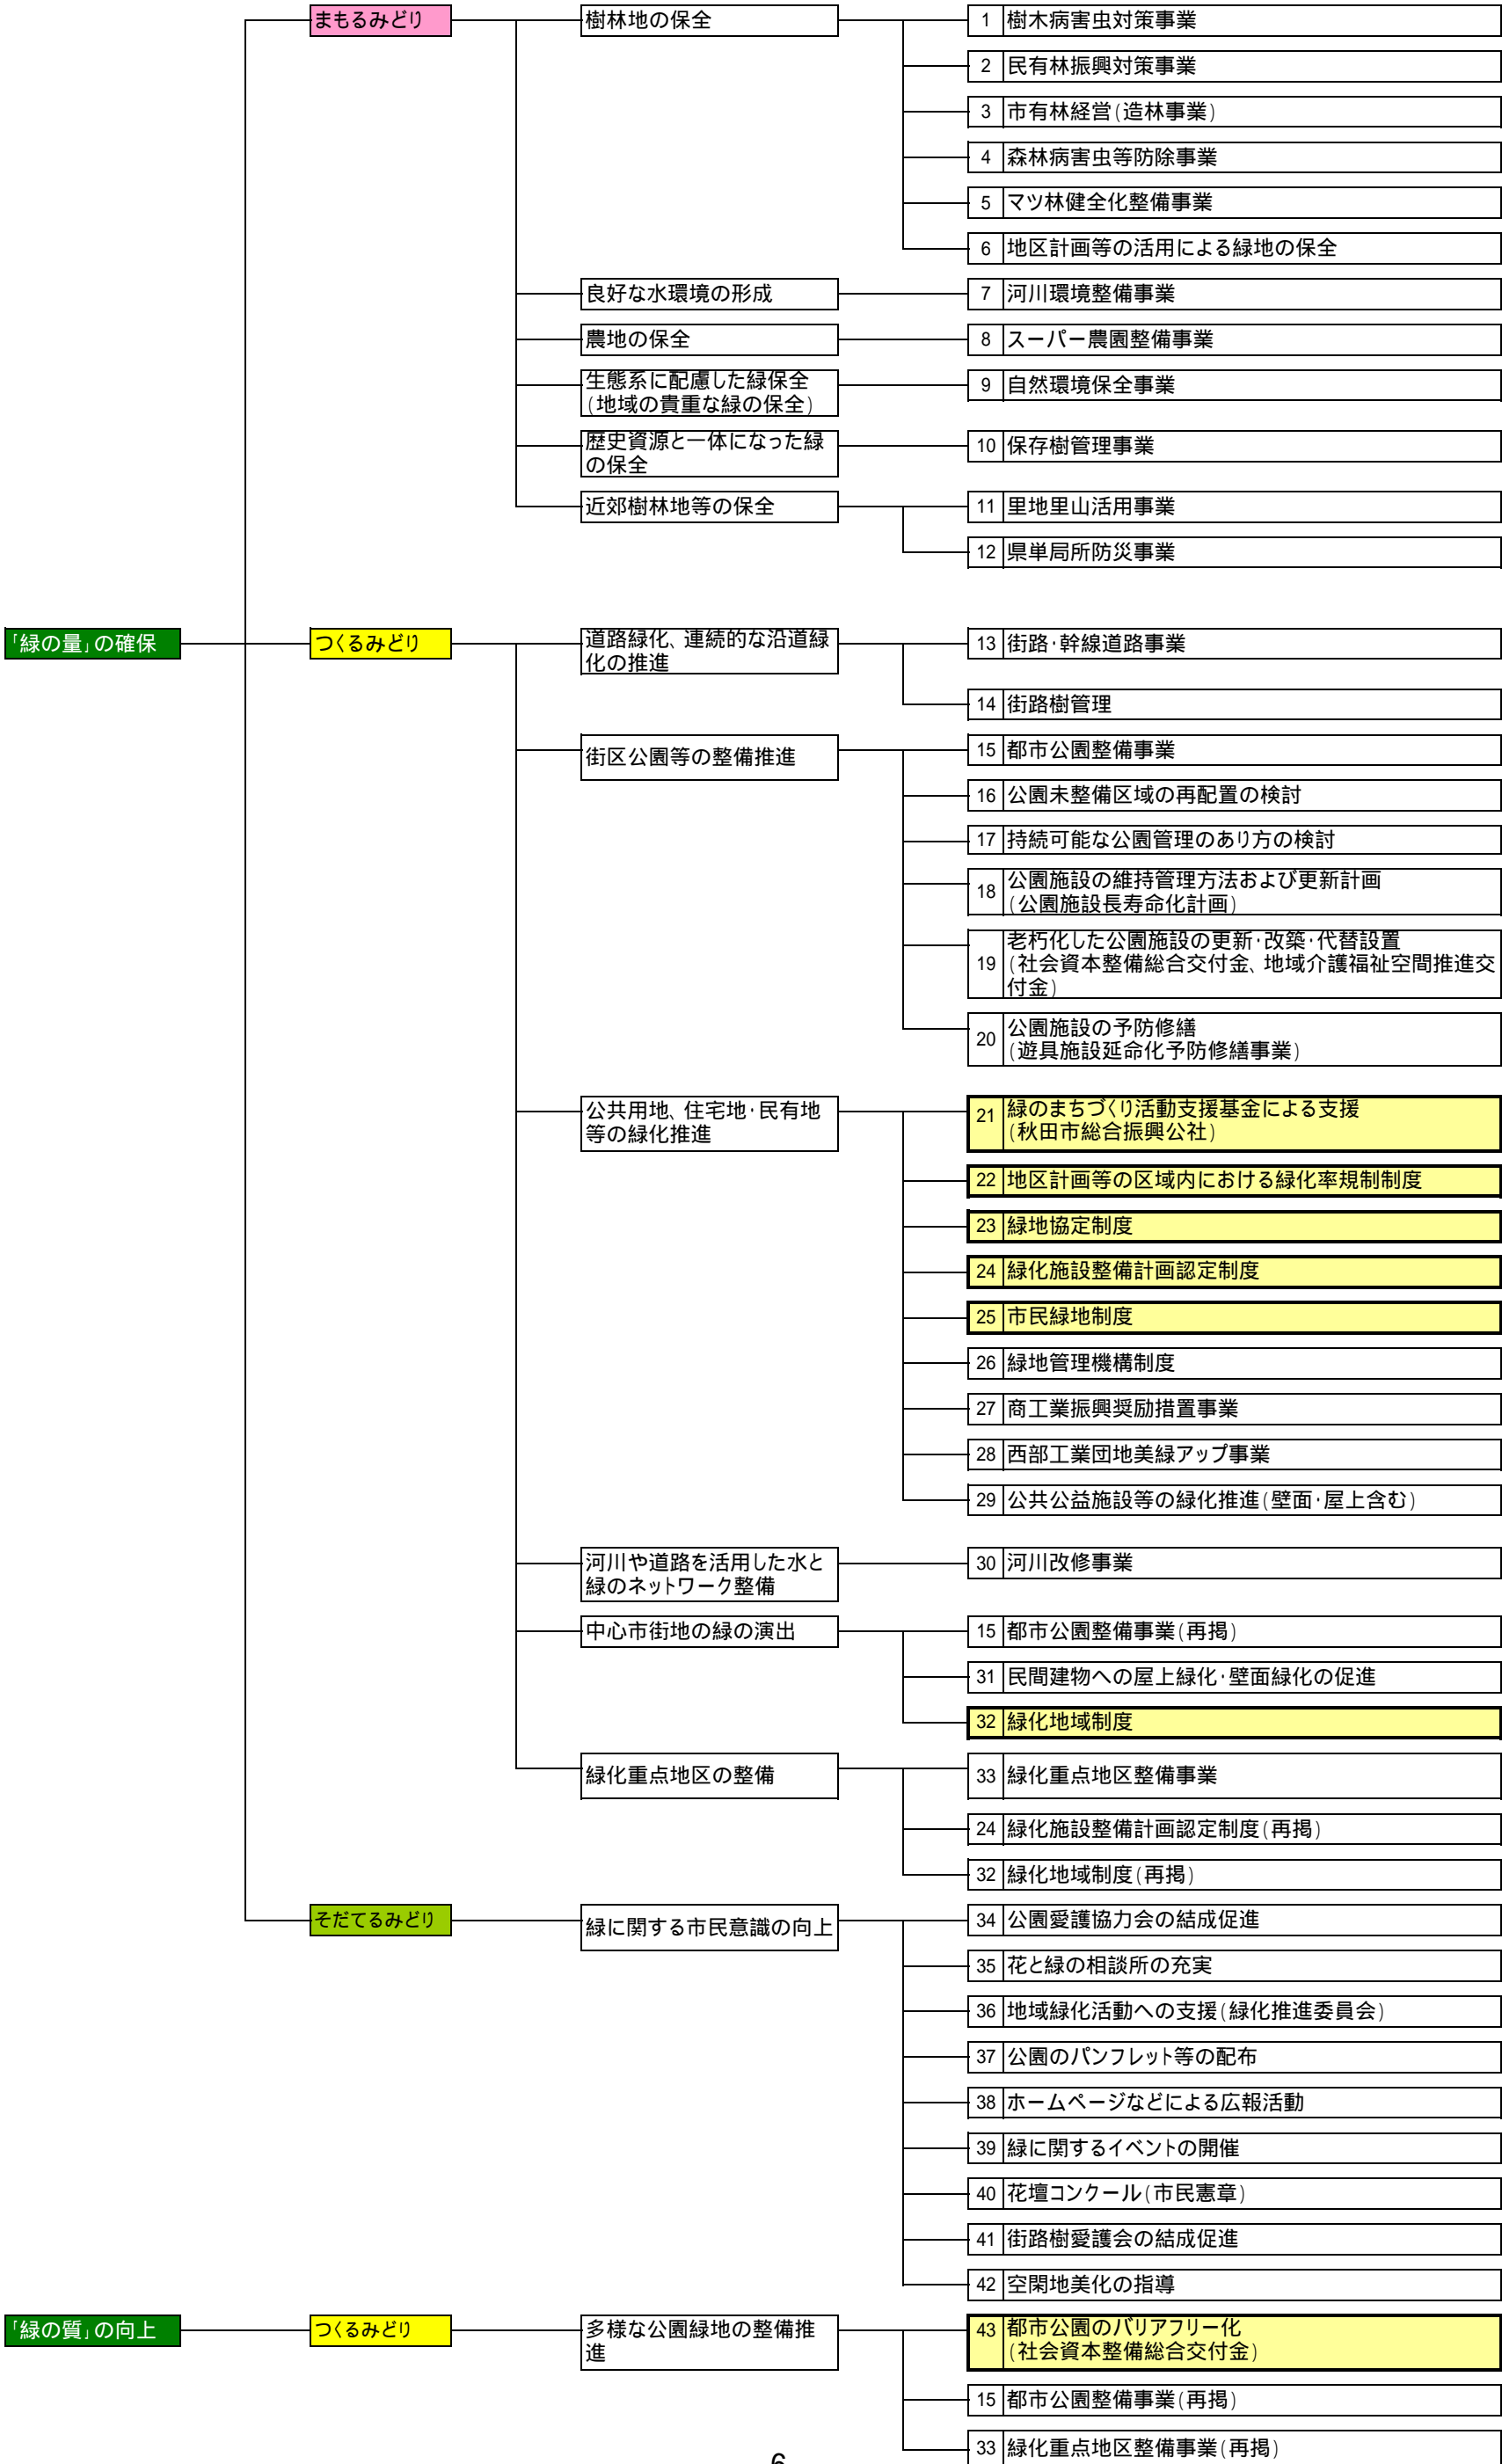 まもるみどり
樹林地の保全
1 樹木病害虫対策事業
2 民有林振興対策事業
3 市有林経営(造林事業)
4 森林病害虫等防除事業
5 マツ林健全化整備事業
6 地区計画等の活用による緑地の保全
良好な水環境の形成
7 河川環境整備事業
農地の保全
8 スーパー農園整備事業
生態系に配慮した緑保全
(地域の貴重な緑の保全)
9 自然環境保全事業
歴史資源と一体になった緑
の保全
10 保存樹管理事業
近郊樹林地等の保全
11 里地里山活用事業
12 県単局所防災事業
「緑の量」の確保
つくるみどり
道路緑化、連続的な沿道緑
化の推進
13 街路・幹線道路事業
14 街路樹管理
街区公園等の整備推進
15 都市公園整備事業
16 公園未整備区域の再配置の検討
17 持続可能な公園管理のあり方の検討
18 公園施設の維持管理方法および更新計画
(公園施設長寿命化計画)
19 老朽化した公園施設の更新・改築・代替設置
(社会資本整備総合交付金、地域介護福祉空間推進交
付金)
20 公園施設の予防修繕
(遊具施設延命化予防修繕事業)
公共用地、住宅地・民有地
等の緑化推進
21 緑のまちづくり活動支援基金による支援
(秋田市総合振興公社)
22 地区計画等の区域内における緑化率規制制度
23 緑地協定制度
24 緑化施設整備計画認定制度
25 市民緑地制度
26 緑地管理機構制度
27 商工業振興奨励措置事業
28 西部工業団地美緑アップ事業
29 公共公益施設等の緑化推進(壁面・屋上含む)
河川や道路を活用した水と
緑のネットワーク整備
30 河川改修事業
中心市街地の緑の演出
15 都市公園整備事業(再掲)
31 民間建物への屋上緑化・壁面緑化の促進
32 緑化地域制度
緑化重点地区の整備
33 緑化重点地区整備事業
24 緑化施設整備計画認定制度(再掲)
32 緑化地域制度(再掲)
そだてるみどり
緑に関する市民意識の向上
34 公園愛護協力会の結成促進
35 花と緑の相談所の充実
36 地域緑化活動への支援(緑化推進委員会)
37 公園のパンフレット等の配布
38 ホームページなどによる広報活動
39 緑に関するイベントの開催
40 花壇コンクール(市民憲章)
41 街路樹愛護会の結成促進
42 空閑地美化の指導
「緑の質」の向上
つくるみどり
多様な公園緑地の整備推
進
43 都市公園のバリアフリー化
(社会資本整備総合交付金)
15 都市公園整備事業(再掲)
33 緑化重点地区整備事業(再掲)
6